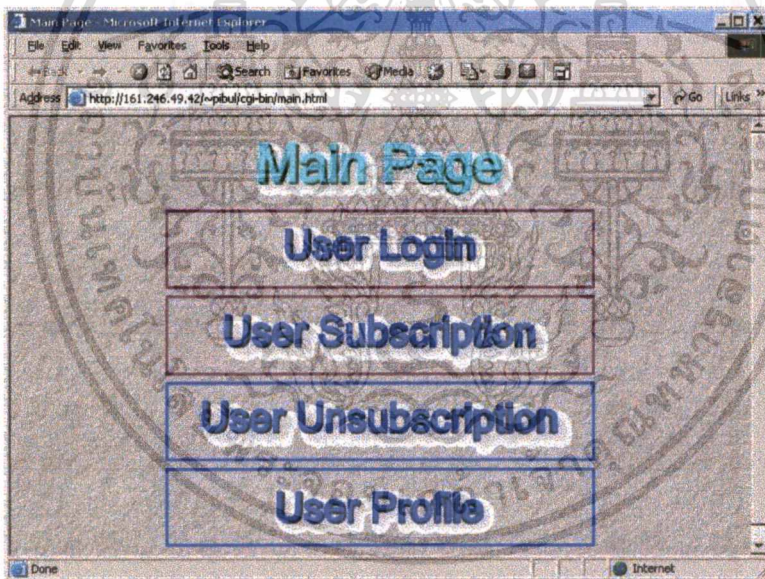 Main Page - Microsoft Internet Explorer
File Edit View Favorites Tools Help
Back Search Favorites Media
Address http://161.246.49.42/~pibul/cgi-bin/main.html Go Links »
Main Page
User Login
User Subscription
User Unsubscription
User Profile
Done Internet